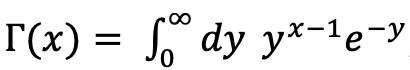 Γ(x) = ∫₀^∞ dy y^{x−1}e^{−y}